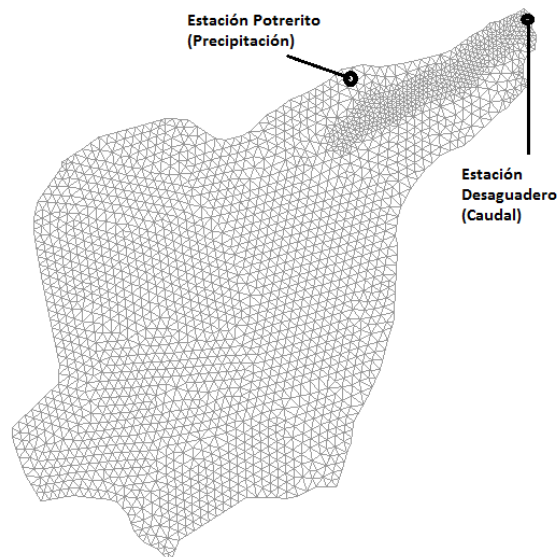 Estación Potrerito
(Precipitación)
Estación
Desaguadero
(Caudal)